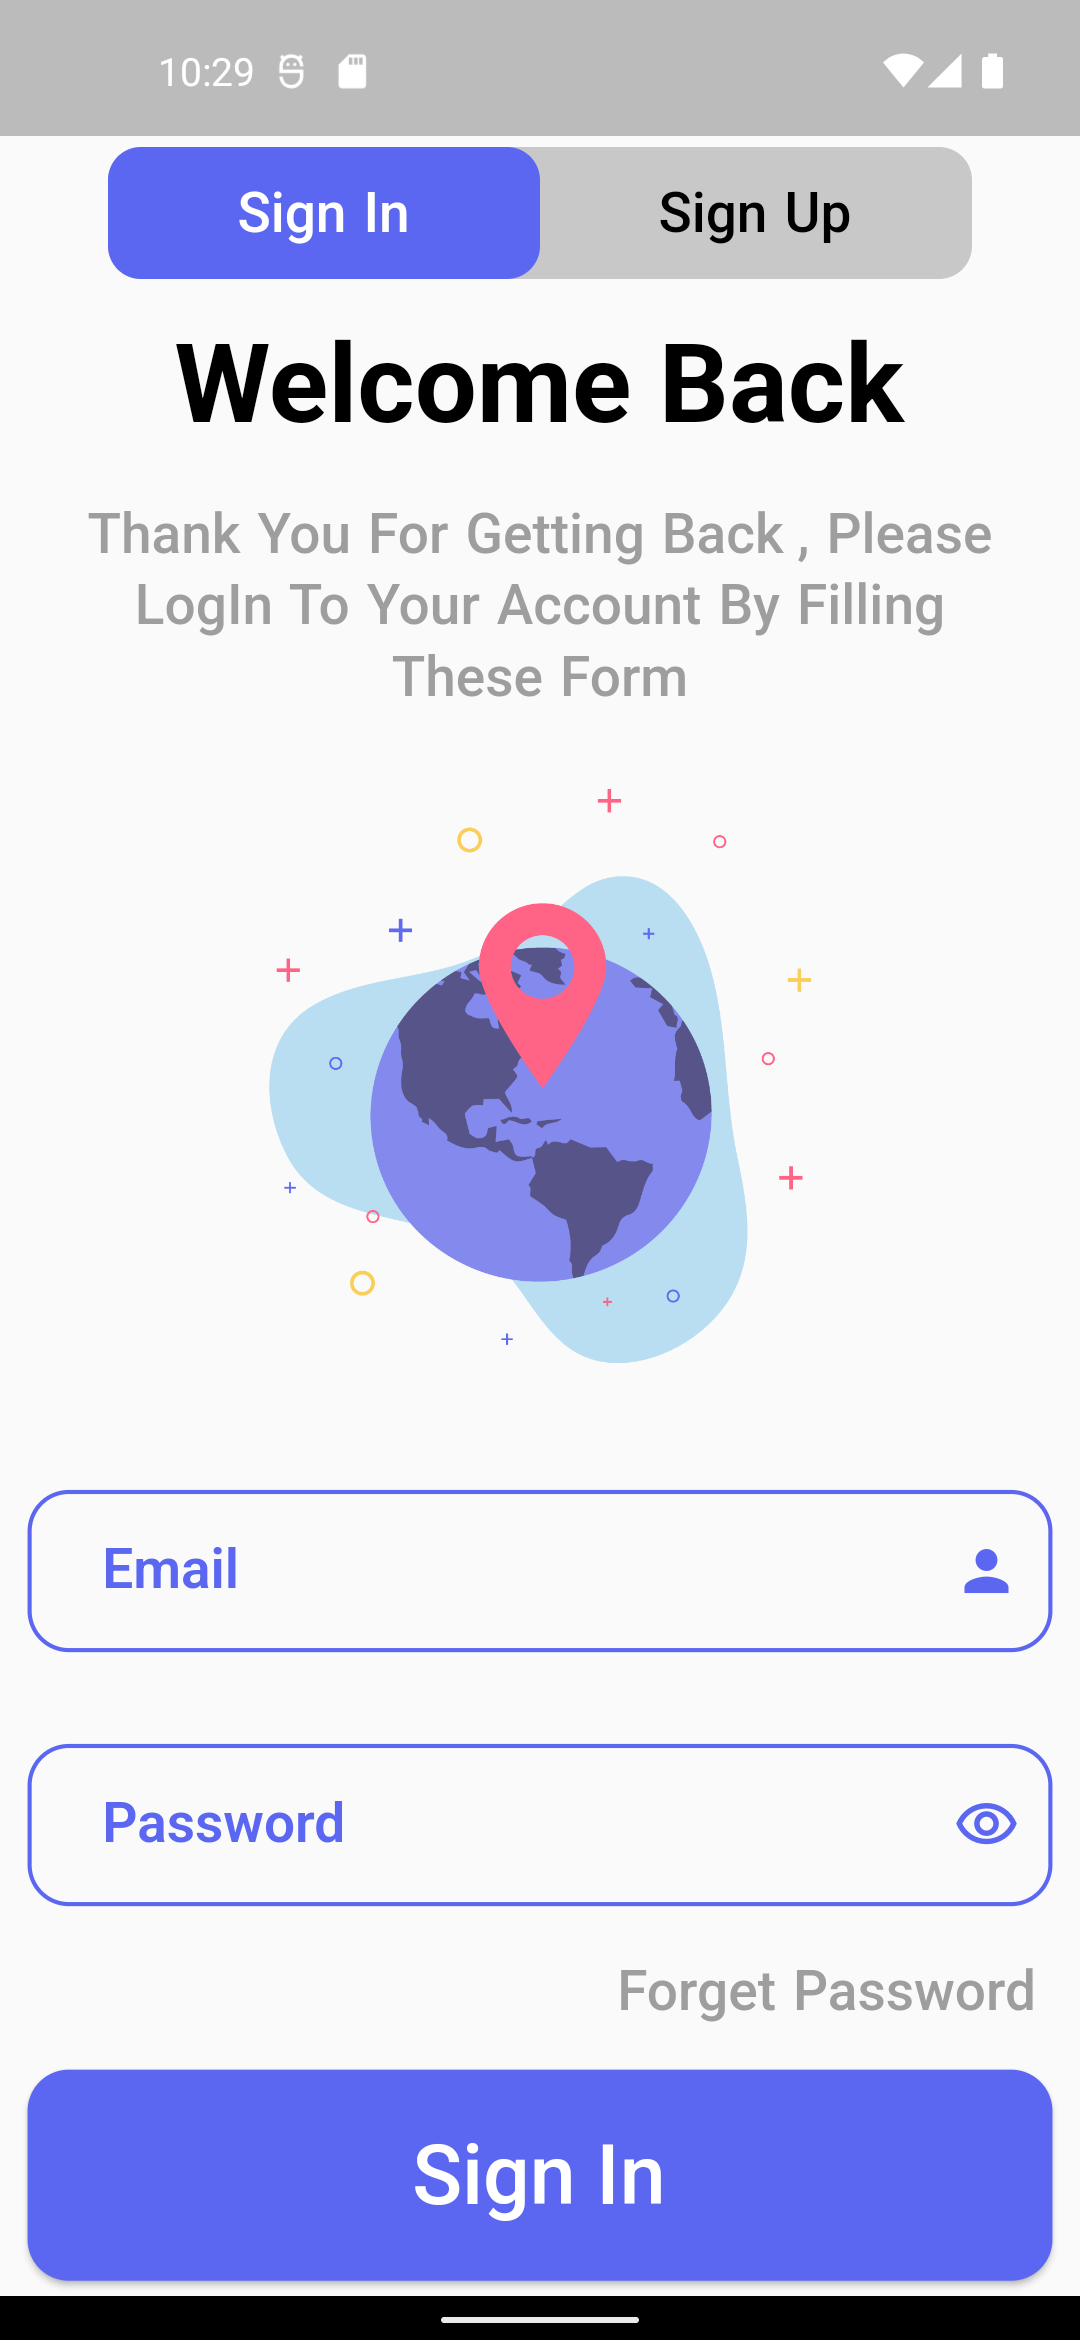 10:29
Sign In
Sign Up
Welcome Back
Thank You For Getting Back , Please
LogIn To Your Account By Filling
These Form
Email
Password
Forget Password
Sign In